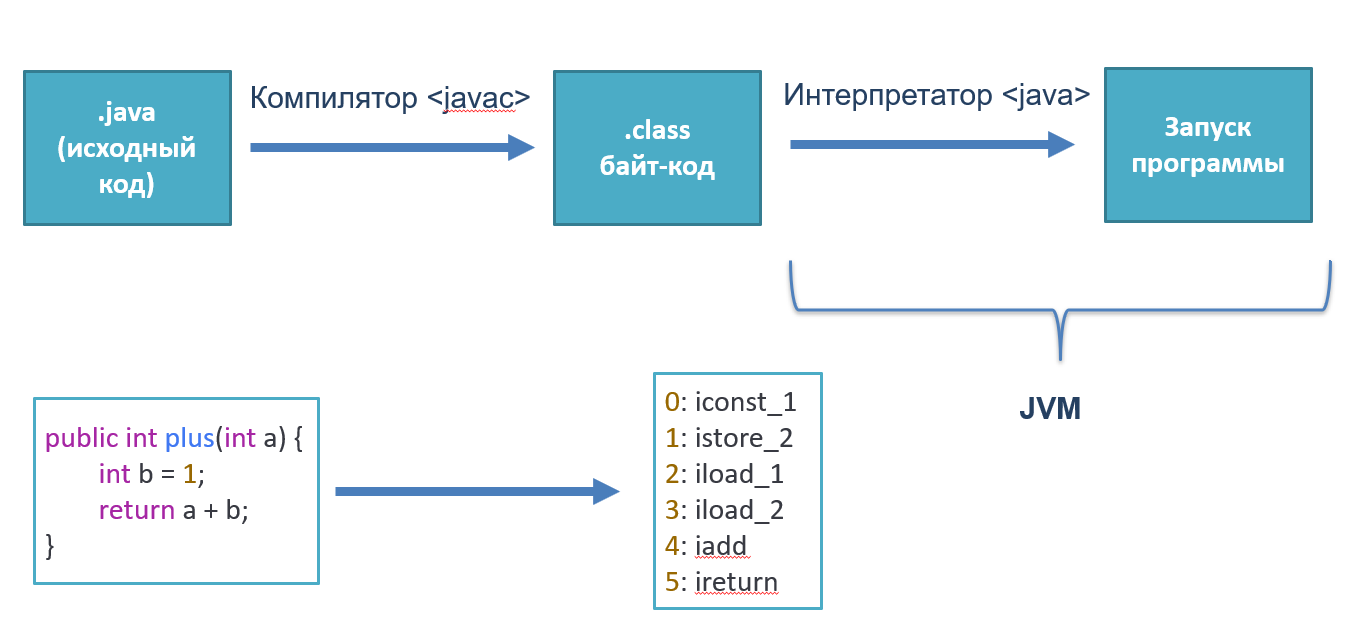 .java
(исходный
код)
Компилятор <javac>
.class
байт-код
Интерпретатор <java>
Запуск
программы
JVM
public int plus(int a) {
int b = 1;
return a + b;
}
0: iconst_1
1: istore_2
2: iload_1
3: iload_2
4: iadd
5: ireturn